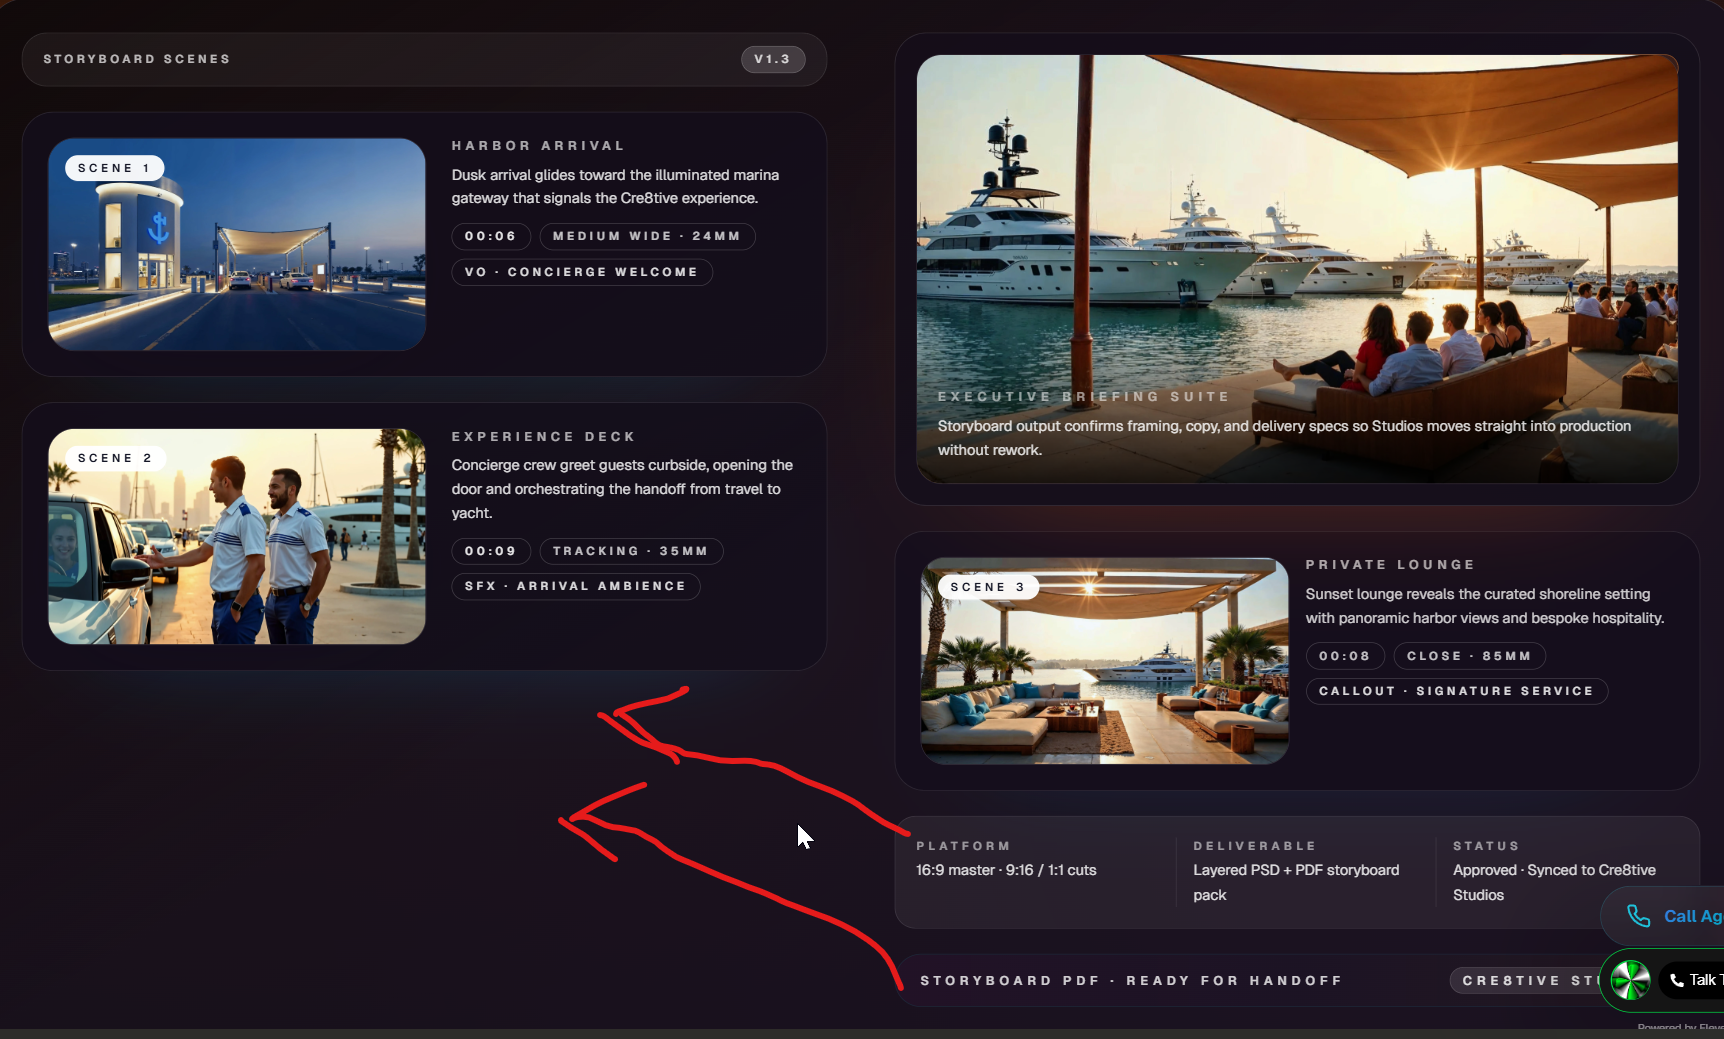 STORYBOARD SCENES
V1.3
SCENE 1
HARBOR ARRIVAL
Dusk arrival glides toward the illuminated marina
gateway that signals the Cre8tive experience.
00:06
MEDIUM WIDE · 24MM
VO · CONCIERGE WELCOME
SCENE 2
EXPERIENCE DECK
Concierge crew greet guests curbside, opening the
door and orchestrating the handoff from travel to
yacht.
00:09
TRACKING · 35MM
SFX · ARRIVAL AMBIENCE
EXECUTIVE BRIEFING SUITE
Storyboard output confirms framing, copy, and delivery specs so Studios moves straight into production
without rework.
SCENE 3
PRIVATE LOUNGE
Sunset lounge reveals the curated shoreline setting
with panoramic harbor views and bespoke hospitality.
00:08
CLOSE · 85MM
CALLOUT · SIGNATURE SERVICE
PLATFORM
16:9 master · 9:16 / 1:1 cuts
DELIVERABLE
Layered PSD + PDF storyboard
pack
STATUS
Approved · Synced to Cre8tive
Studios
STORYBOARD PDF · READY FOR HANDOFF
CRE8TIVE
Call
Talk
Powered by